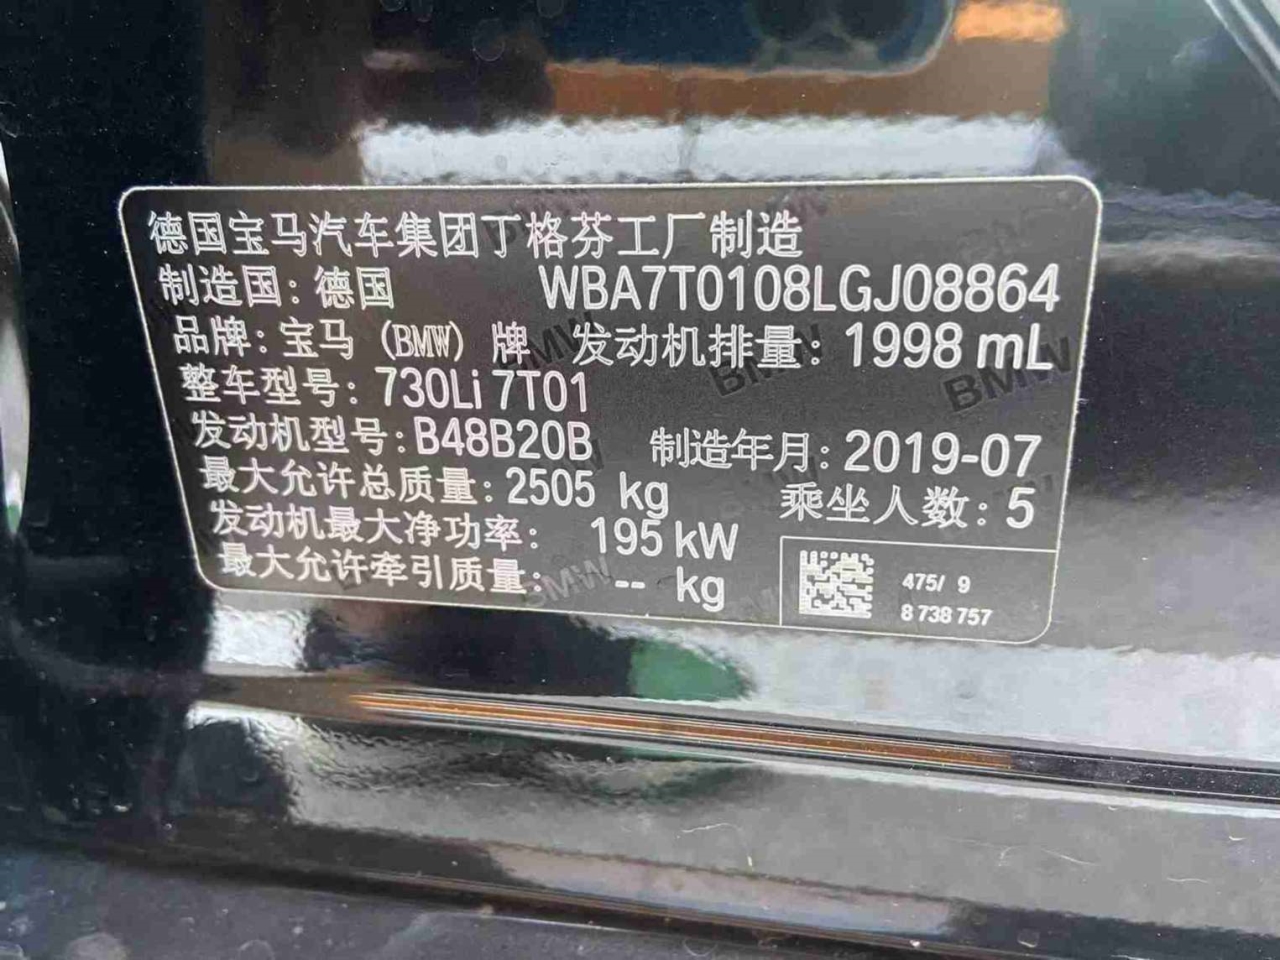 德国宝马汽车集团丁格芬工厂制造
制造国：德国 WBA7T0108LGJ08864
品牌：宝马（BMW）牌 发动机排量：1998 mL
整车型号：730Li 7T01
发动机型号：B48B20B 制造年月：2019-07
最大允许总质量：2505 kg 乘坐人数：5
发动机最大净功率： 195 kW
最大允许牵引质量： -- kg
475/ 9
8 738 757
BMW
BMW
BMW
BMW